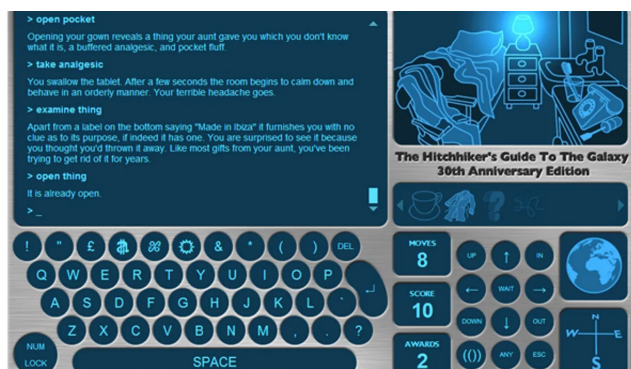 > open pocket
Opening your gown reveals a thing your aunt gave you which you don't know
what it is, a buffered analgesic, and pocket fluff.
> take analgesic
You swallow the tablet. After a few seconds the room begins to calm down and
behave in an orderly manner. Your terrible headache goes.
> examine thing
Apart from a label on the bottom saying "Made in Ibiza" it furnishes you with no
clue as to its purpose, if indeed it has one. You are surprised to see it because
you thought you'd thrown it away. Like most gifts from your aunt, you've been
trying to get rid of it for years.
> open thing
It is already open.
> _
The Hitchhiker's Guide To The Galaxy
30th Anniversary Edition
! " £ & * ( ) DEL
Q W E R T Y U I O P
A S D F G H J K L `
Z X C V B N M , . ?
NUM
LOCK
SPACE
MOVES
8
SCORE
10
AWARDS
2
UP ↑ IN
← WAIT →
DOWN ↓ OUT
(()) ANY ESC
N
W E
S